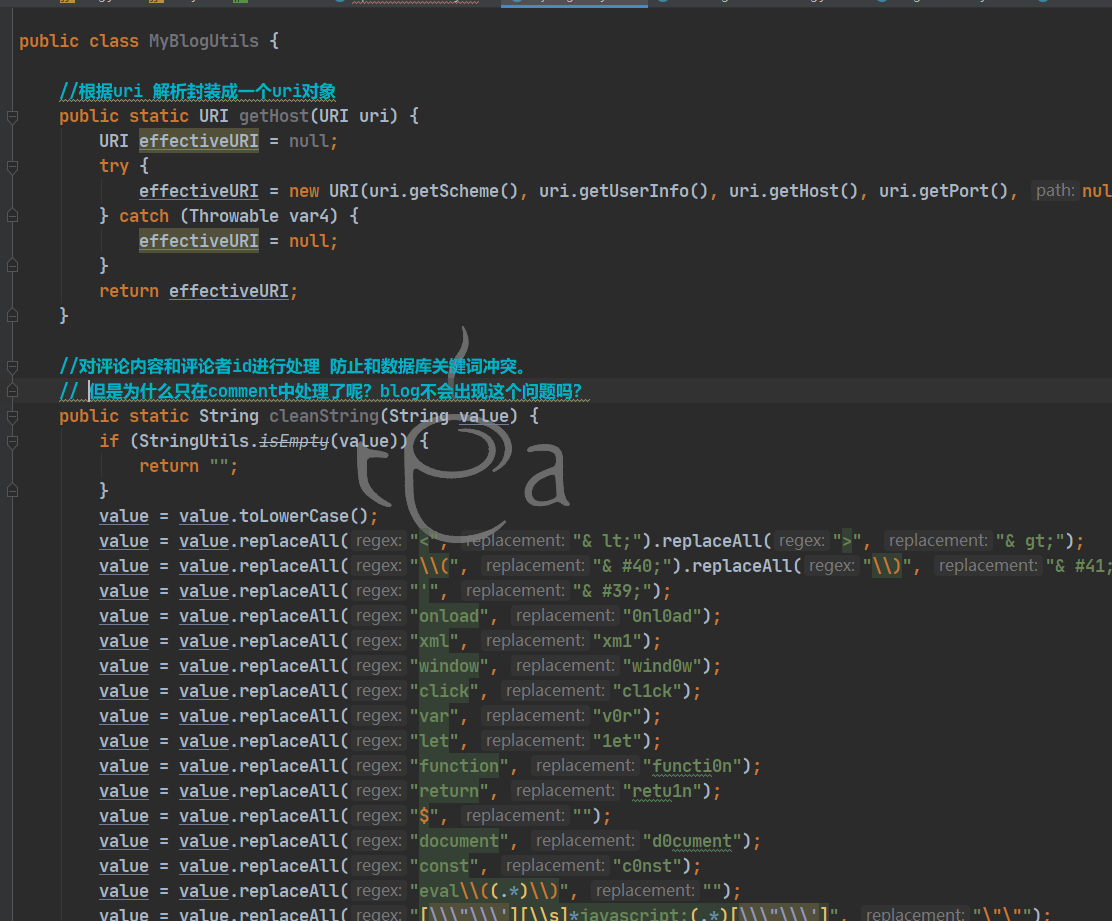 public class MyBlogUtils {
//根据uri 解析封装成一个uri对象
public static URI getHost(URI uri) {
URI effectiveURI = null;
try {
effectiveURI = new URI(uri.getScheme(), uri.getUserInfo(), uri.getHost(), uri.getPort(), path: nul
} catch (Throwable var4) {
effectiveURI = null;
}
return effectiveURI;
}
//对评论内容和评论者id进行处理 防止和数据库关键词冲突。
// 但是为什么只在comment中处理了呢？blog不会出现这个问题吗？
public static String cleanString(String value) {
if (StringUtils.isEmpty(value)) {
return "";
}
value = value.toLowerCase();
value = value.replaceAll( regex: "<", replacement: "& lt;").replaceAll( regex: ">", replacement: "& gt;");
value = value.replaceAll( regex: "\\(", replacement: "& #40;").replaceAll( regex: "\\)", replacement: "& #41;
value = value.replaceAll( regex: "'", replacement: "& #39;");
value = value.replaceAll( regex: "onload", replacement: "0nl0ad");
value = value.replaceAll( regex: "xml", replacement: "xm1");
value = value.replaceAll( regex: "window", replacement: "wind0w");
value = value.replaceAll( regex: "click", replacement: "cl1ck");
value = value.replaceAll( regex: "var", replacement: "v0r");
value = value.replaceAll( regex: "let", replacement: "1et");
value = value.replaceAll( regex: "function", replacement: "functi0n");
value = value.replaceAll( regex: "return", replacement: "retu1n");
value = value.replaceAll( regex: "$", replacement: "");
value = value.replaceAll( regex: "document", replacement: "d0cument");
value = value.replaceAll( regex: "const", replacement: "c0nst");
value = value.replaceAll( regex: "eval\\((.*)\\)", replacement: "");
value = value.replaceAll( regex: "[\\\"\\\'][\\s]*javascript:(.*)[\\\"\\\']", replacement: "\"\"");
tea